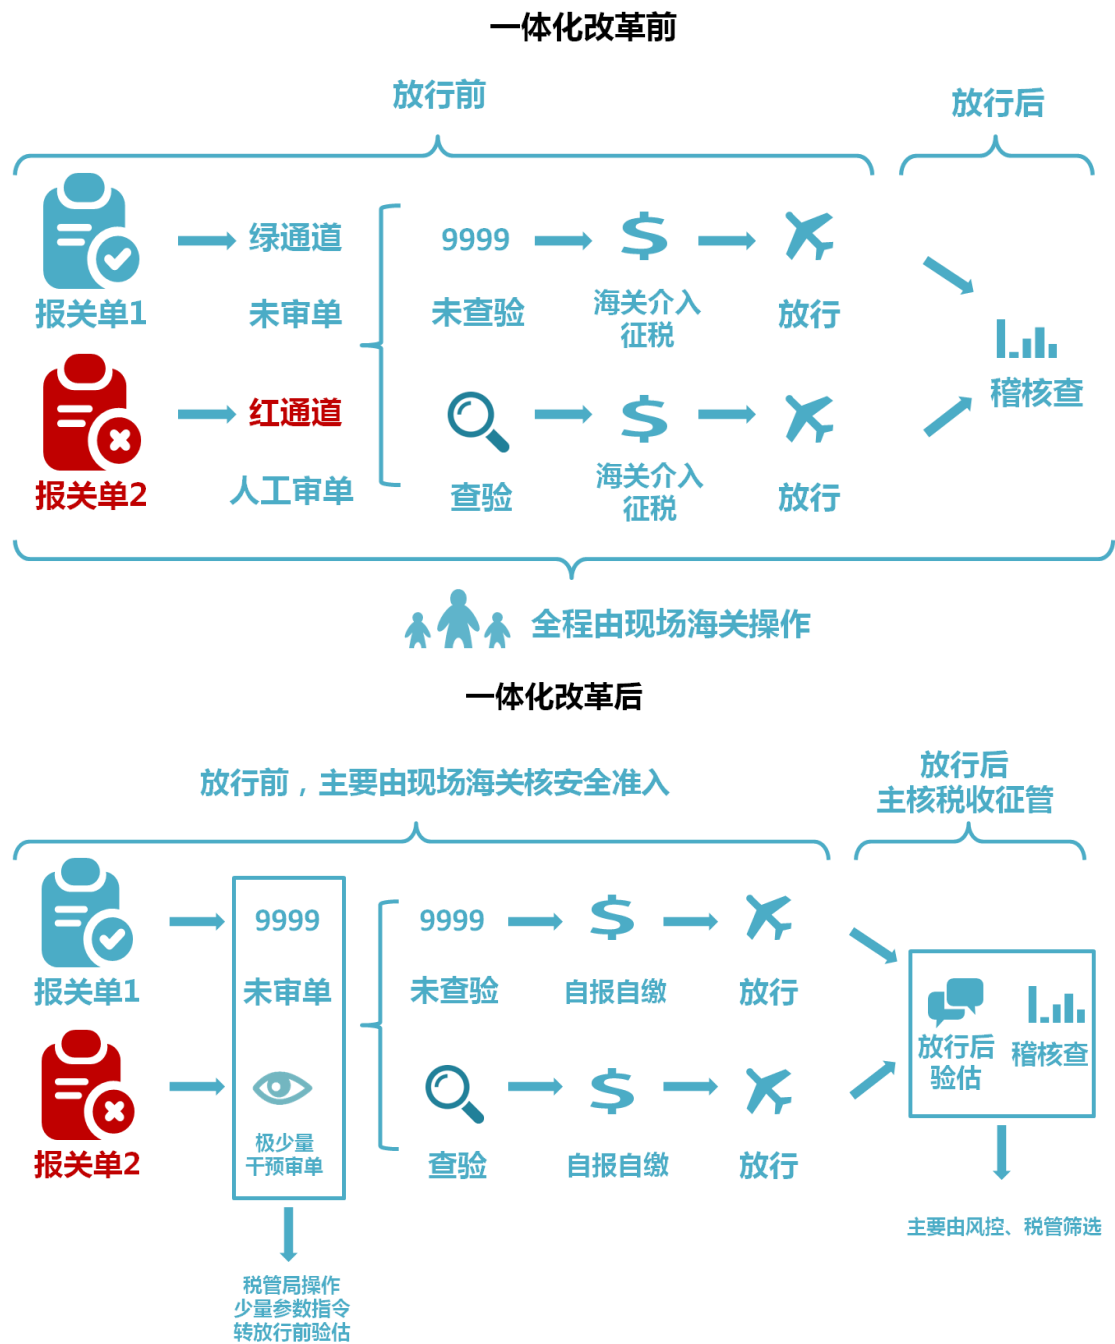 一体化改革前
放行前
放行后
报关单1
绿通道
未审单
9999
未查验
海关介入
征税
放行
报关单2
红通道
人工审单
查验
海关介入
征税
放行
稽核查
全程由现场海关操作
一体化改革后
放行前，主要由现场海关核安全准入
放行后
主核税收征管
报关单1
9999
未审单
9999
未查验
自报自缴
放行
报关单2
极少量
干预审单
查验
自报自缴
放行
放行后
验估
稽核查
主要由风控、税管筛选
税管局操作
少量参数指令
转放行前验估